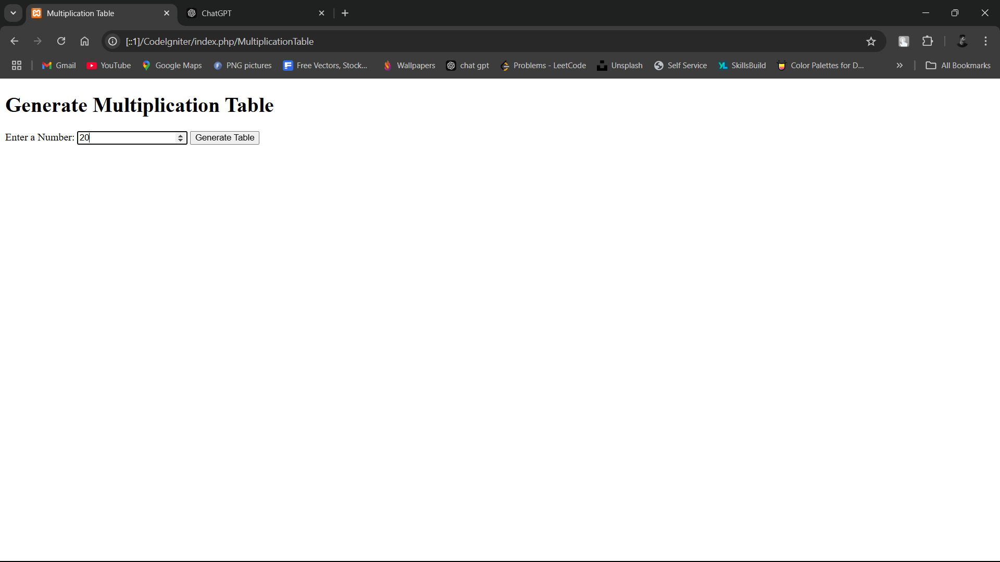 Multiplication Table
ChatGPT
[::1]/CodeIgniter/index.php/MultiplicationTable
Gmail YouTube Google Maps PNG pictures Free Vectors, Stock... Wallpapers chat gpt Problems - LeetCode Unsplash Self Service SkillsBuild Color Palettes for D... All Bookmarks
Generate Multiplication Table
Enter a Number: 20 Generate Table